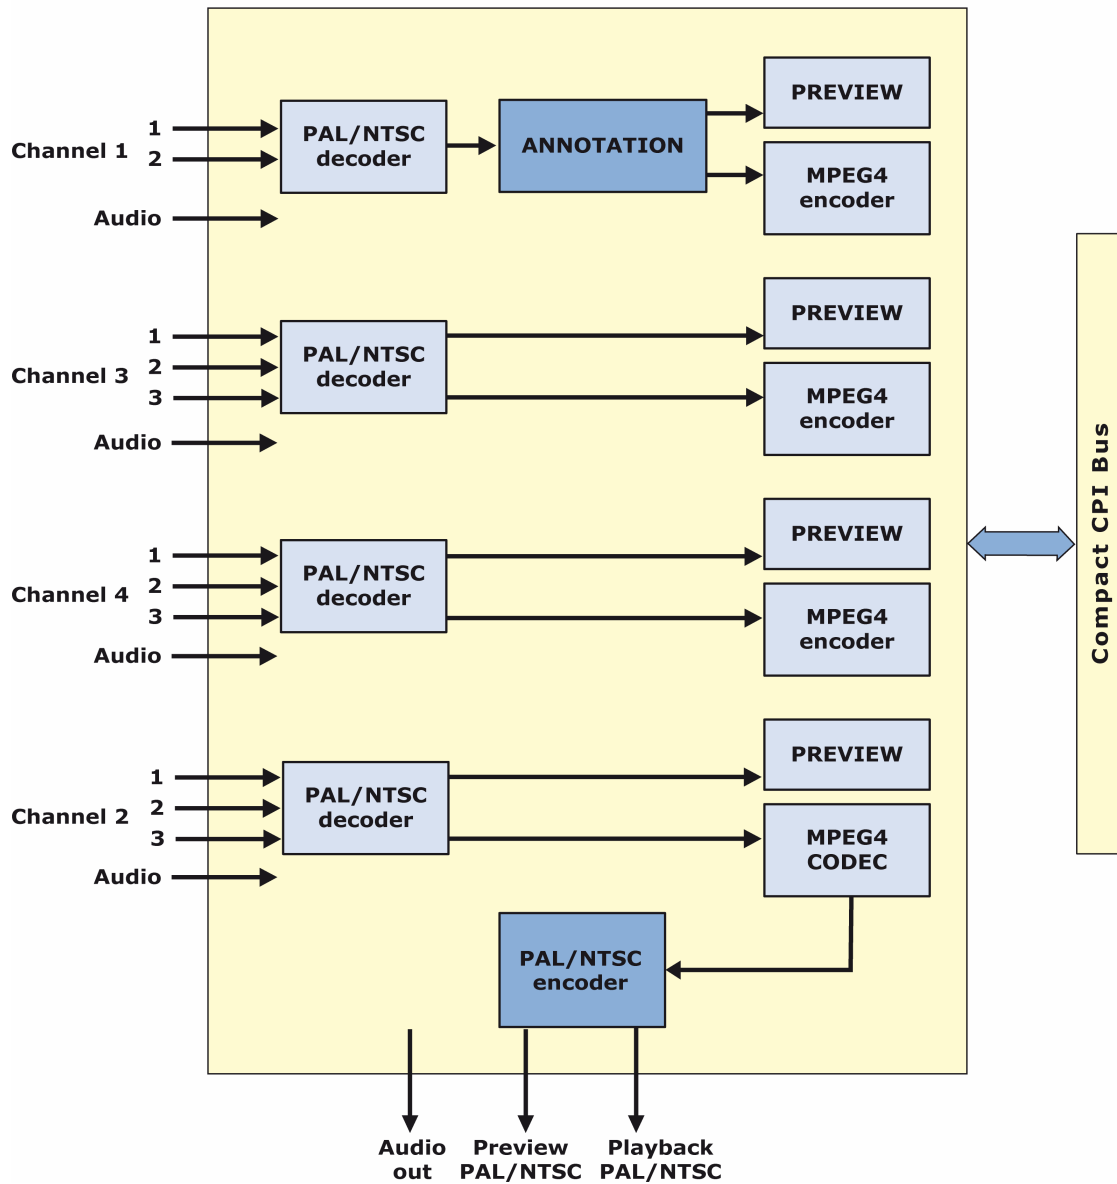 PREVIEW
1
PAL/NTSC
decoder
ANNOTATION
Channel 1
2
MPEG4
encoder
Audio
PREVIEW
1
PAL/NTSC
decoder
2
Channel 3
3
MPEG4
encoder
Audio
PREVIEW
1
PAL/NTSC
decoder
2
Channel 4
3
MPEG4
encoder
Audio
Compact CPI Bus
PREVIEW
1
PAL/NTSC
decoder
2
Channel 2
3
MPEG4
CODEC
Audio
PAL/NTSC
encoder
Audio
out
Preview
PAL/NTSC
Playback
PAL/NTSC